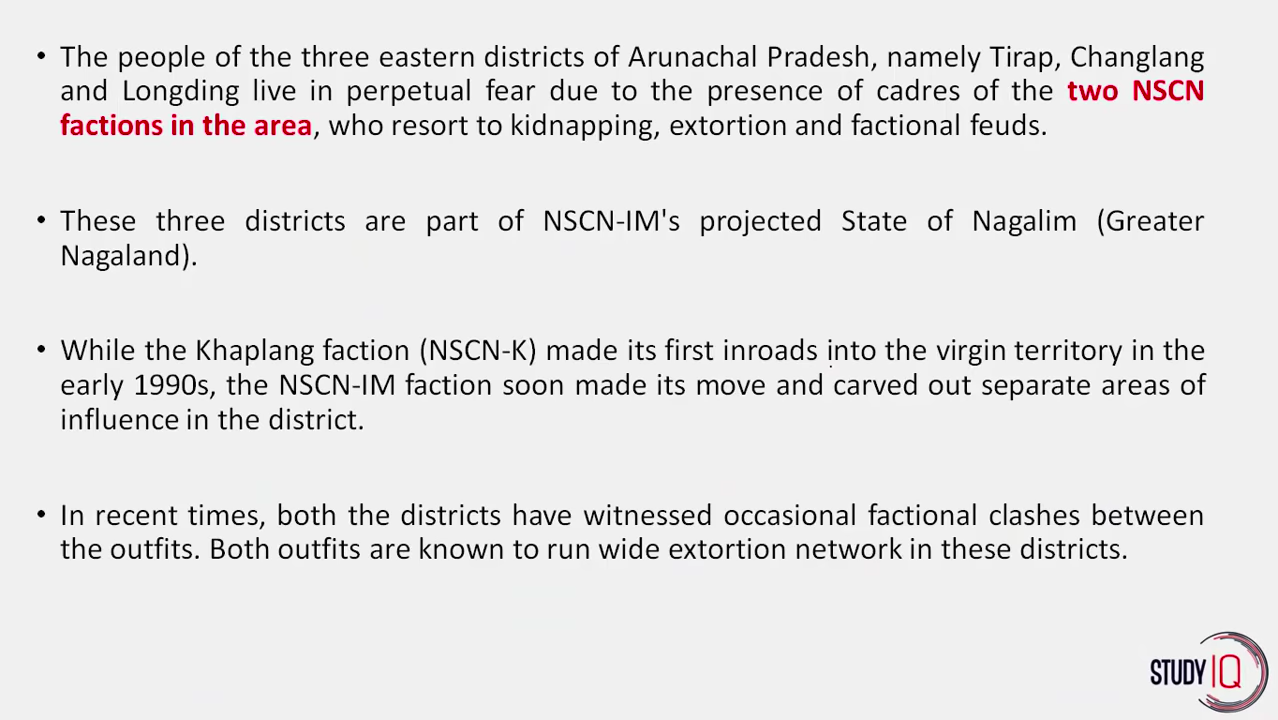 • The people of the three eastern districts of Arunachal Pradesh, namely Tirap, Changlang
and Longding live in perpetual fear due to the presence of cadres of the two NSCN
factions in the area, who resort to kidnapping, extortion and factional feuds.
• These three districts are part of NSCN-IM's projected State of Nagalim (Greater
Nagaland).
• While the Khaplang faction (NSCN-K) made its first inroads into the virgin territory in the
early 1990s, the NSCN-IM faction soon made its move and carved out separate areas of
influence in the district.
• In recent times, both the districts have witnessed occasional factional clashes between
the outfits. Both outfits are known to run wide extortion network in these districts.
STUDY IQ